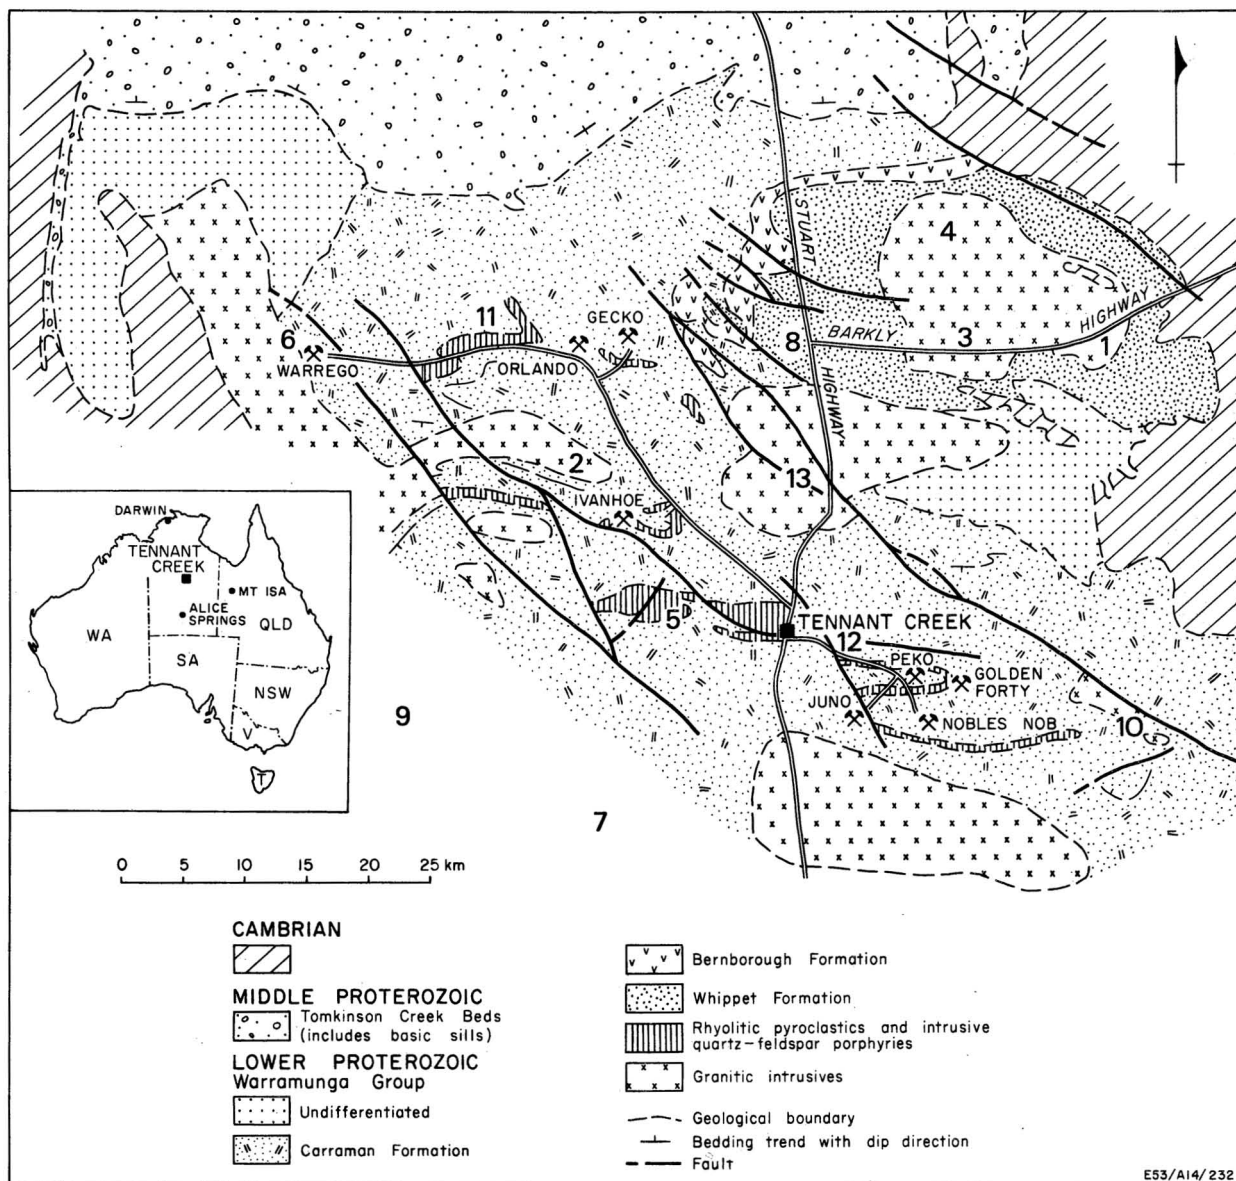 4
STUART
HIGHWAY
11
GECKO
6
8
BARKLY
3
1
HIGHWAY
WARREGO
ORLANDO
2
13
IVANHOE
DARWIN
TENNANT
CREEK
MT ISA
ALICE
SPRINGS
WA
QLD
SA
NSW
V
T
5
TENNANT CREEK
12
PEKO
GOLDEN
FORTY
JUNO
NOBLES NOB
10
9
7
0 5 10 15 20 25 km
CAMBRIAN
MIDDLE PROTEROZOIC
Tomkinson Creek Beds
(includes basic sills)
LOWER PROTEROZOIC
Warramunga Group
Undifferentiated
Carraman Formation
Bernborough Formation
Whippet Formation
Rhyolitic pyroclastics and intrusive
quartz-feldspar porphyries
Granitic intrusives
Geological boundary
Bedding trend with dip direction
Fault
E53/A14/232